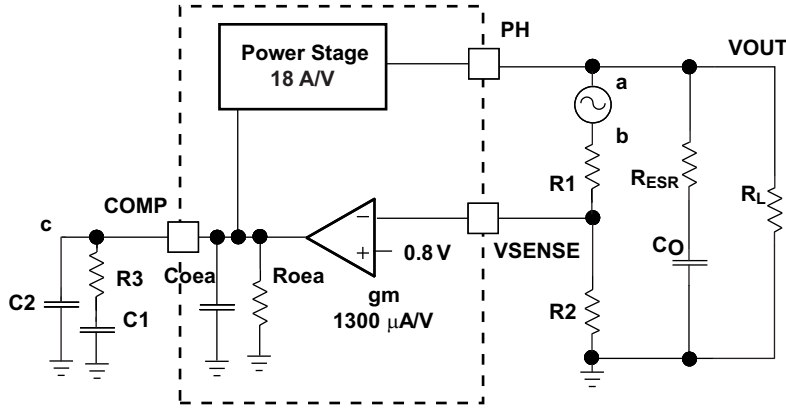 PH
Power Stage
18 A/V
VOUT
a
b
R1
RESR
RL
COMP
c
VSENSE
0.8 V
Coea
Roea
R3
C2
C1
gm
1300 µA/V
R2
CO